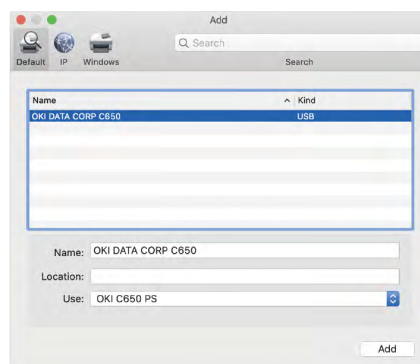 Add
Search
Default IP Windows Search
Name Kind
OKI DATA CORP C650 USB
Name: OKI DATA CORP C650
Location:
Use: OKI C650 PS
Add